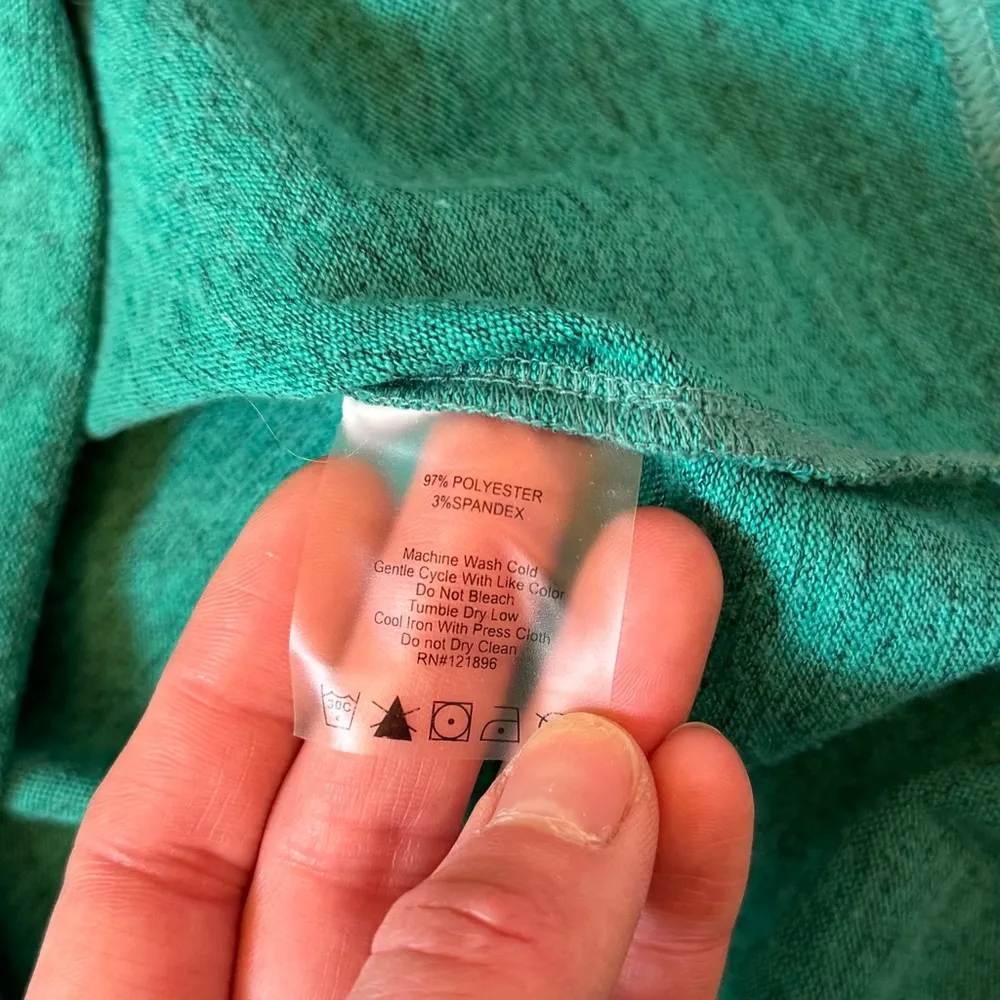 97% POLYESTER
3%SPANDEX
Machine Wash Cold
Gentle Cycle With Like Color
Do Not Bleach
Tumble Dry Low
Cool Iron With Press Cloth
Do not Dry Clean
RN#121896
30C